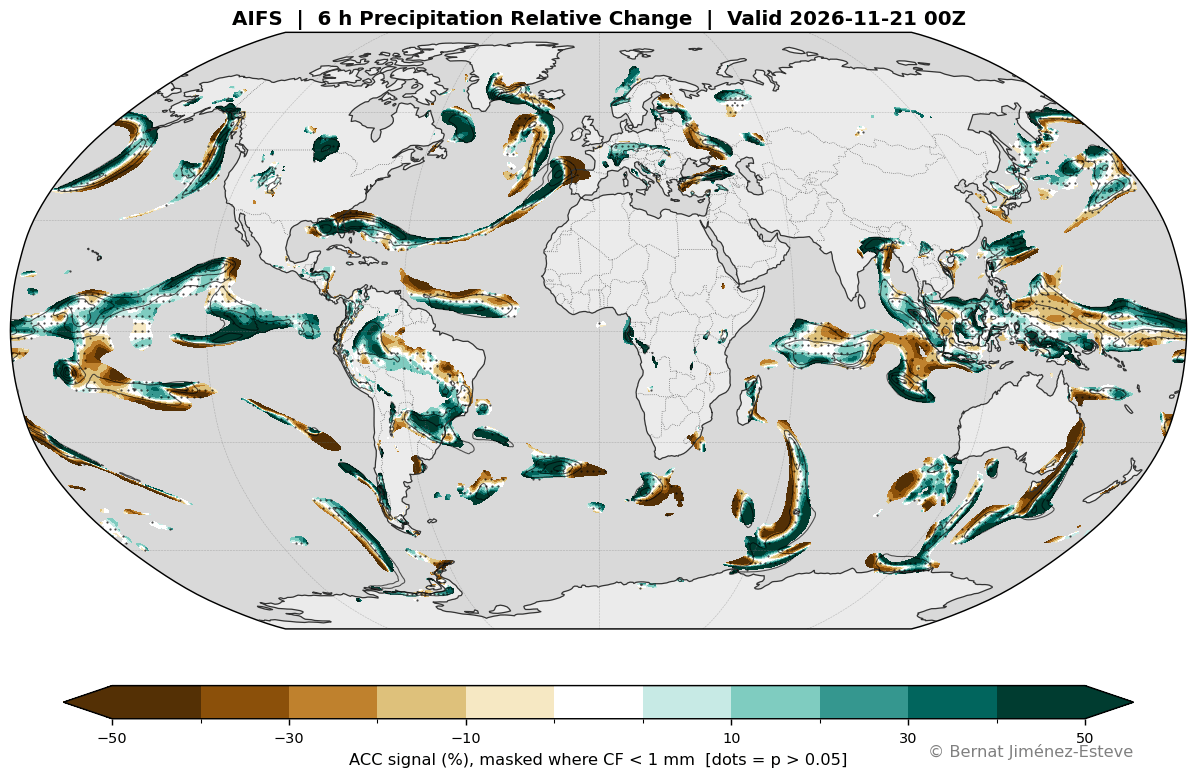 AIFS | 6 h Precipitation Relative Change | Valid 2026-11-21 00Z
−50 −30 −10 10 30 50
ACC signal (%), masked where CF < 1 mm [dots = p > 0.05]
© Bernat Jiménez-Esteve